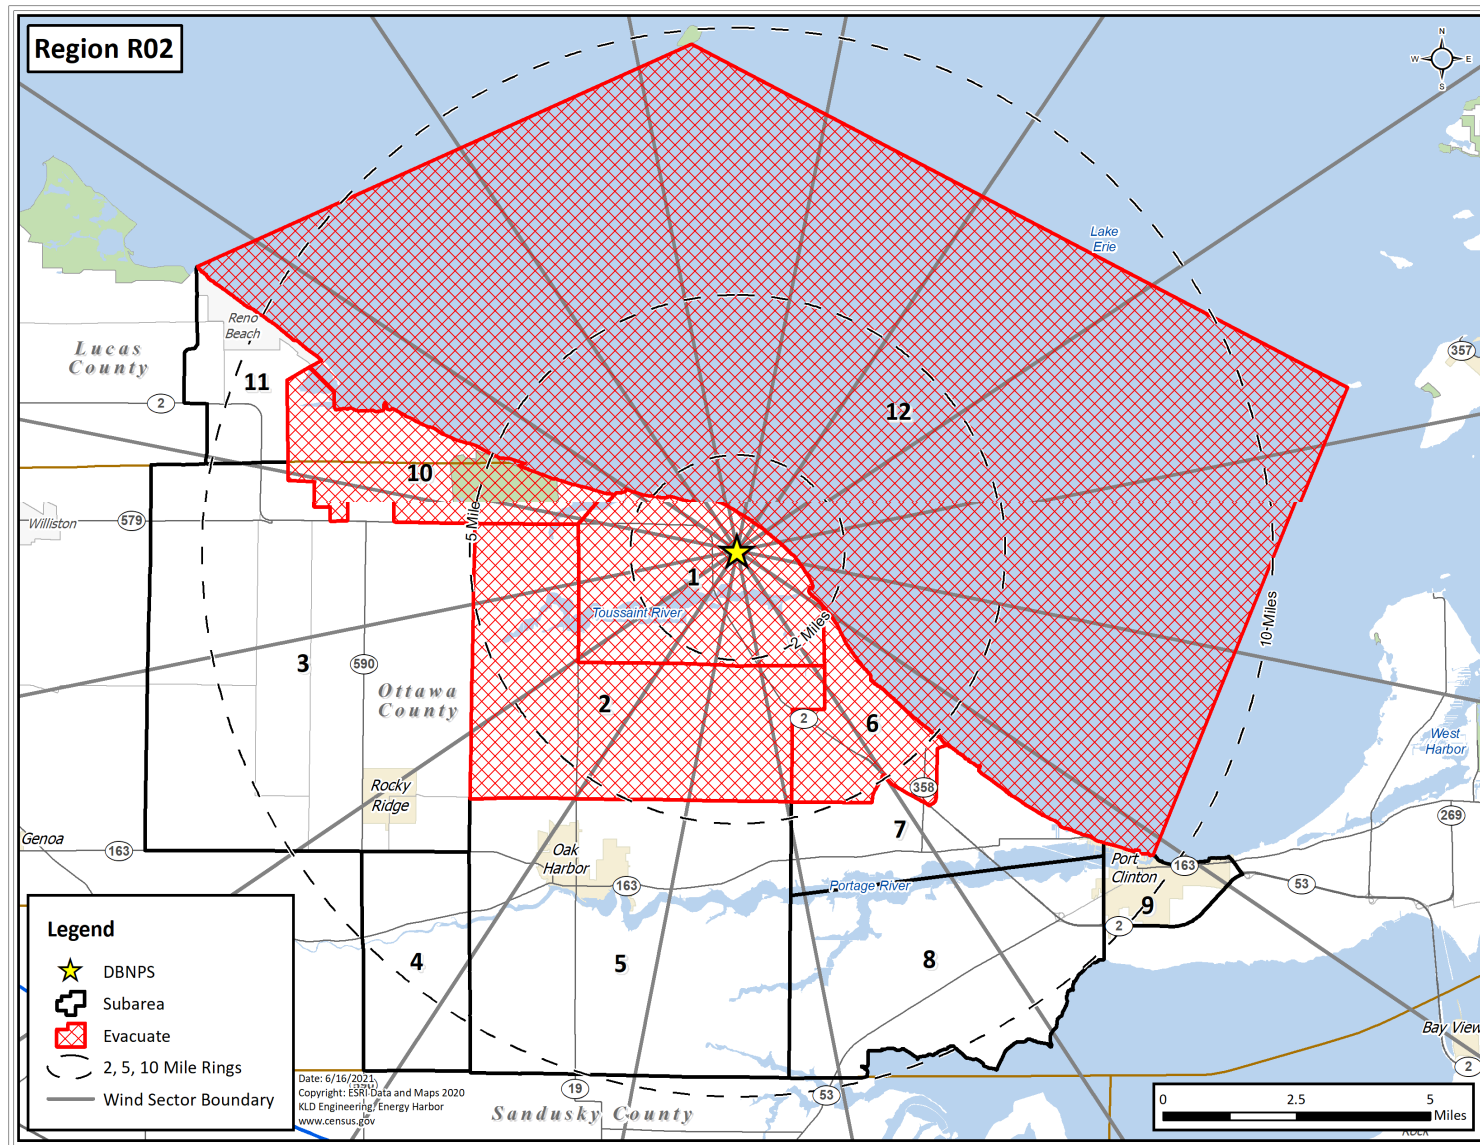 Region R02
N
W
E
S
Lake
Erie
Reno
Beach
Lucas
County
357
12
11
2
10
Williston
579
5 Mile
1
Toussaint River
2 Miles
10-Miles
3
590
Ottawa
County
2
2
6
West
Harbor
Rocky
Ridge
358
269
7
Genoa
163
Oak
Harbor
Port
Clinton
163
163
53
Portage River
9
2
4
5
8
Legend
DBNPS
Subarea
Evacuate
2, 5, 10 Mile Rings
Wind Sector Boundary
Bay View
2
Date: 6/16/2021
Copyright: ESRI Data and Maps 2020
KLD Engineering, Energy Harbor
www.census.gov
19
53
Sandusky County
0
2.5
5
Miles